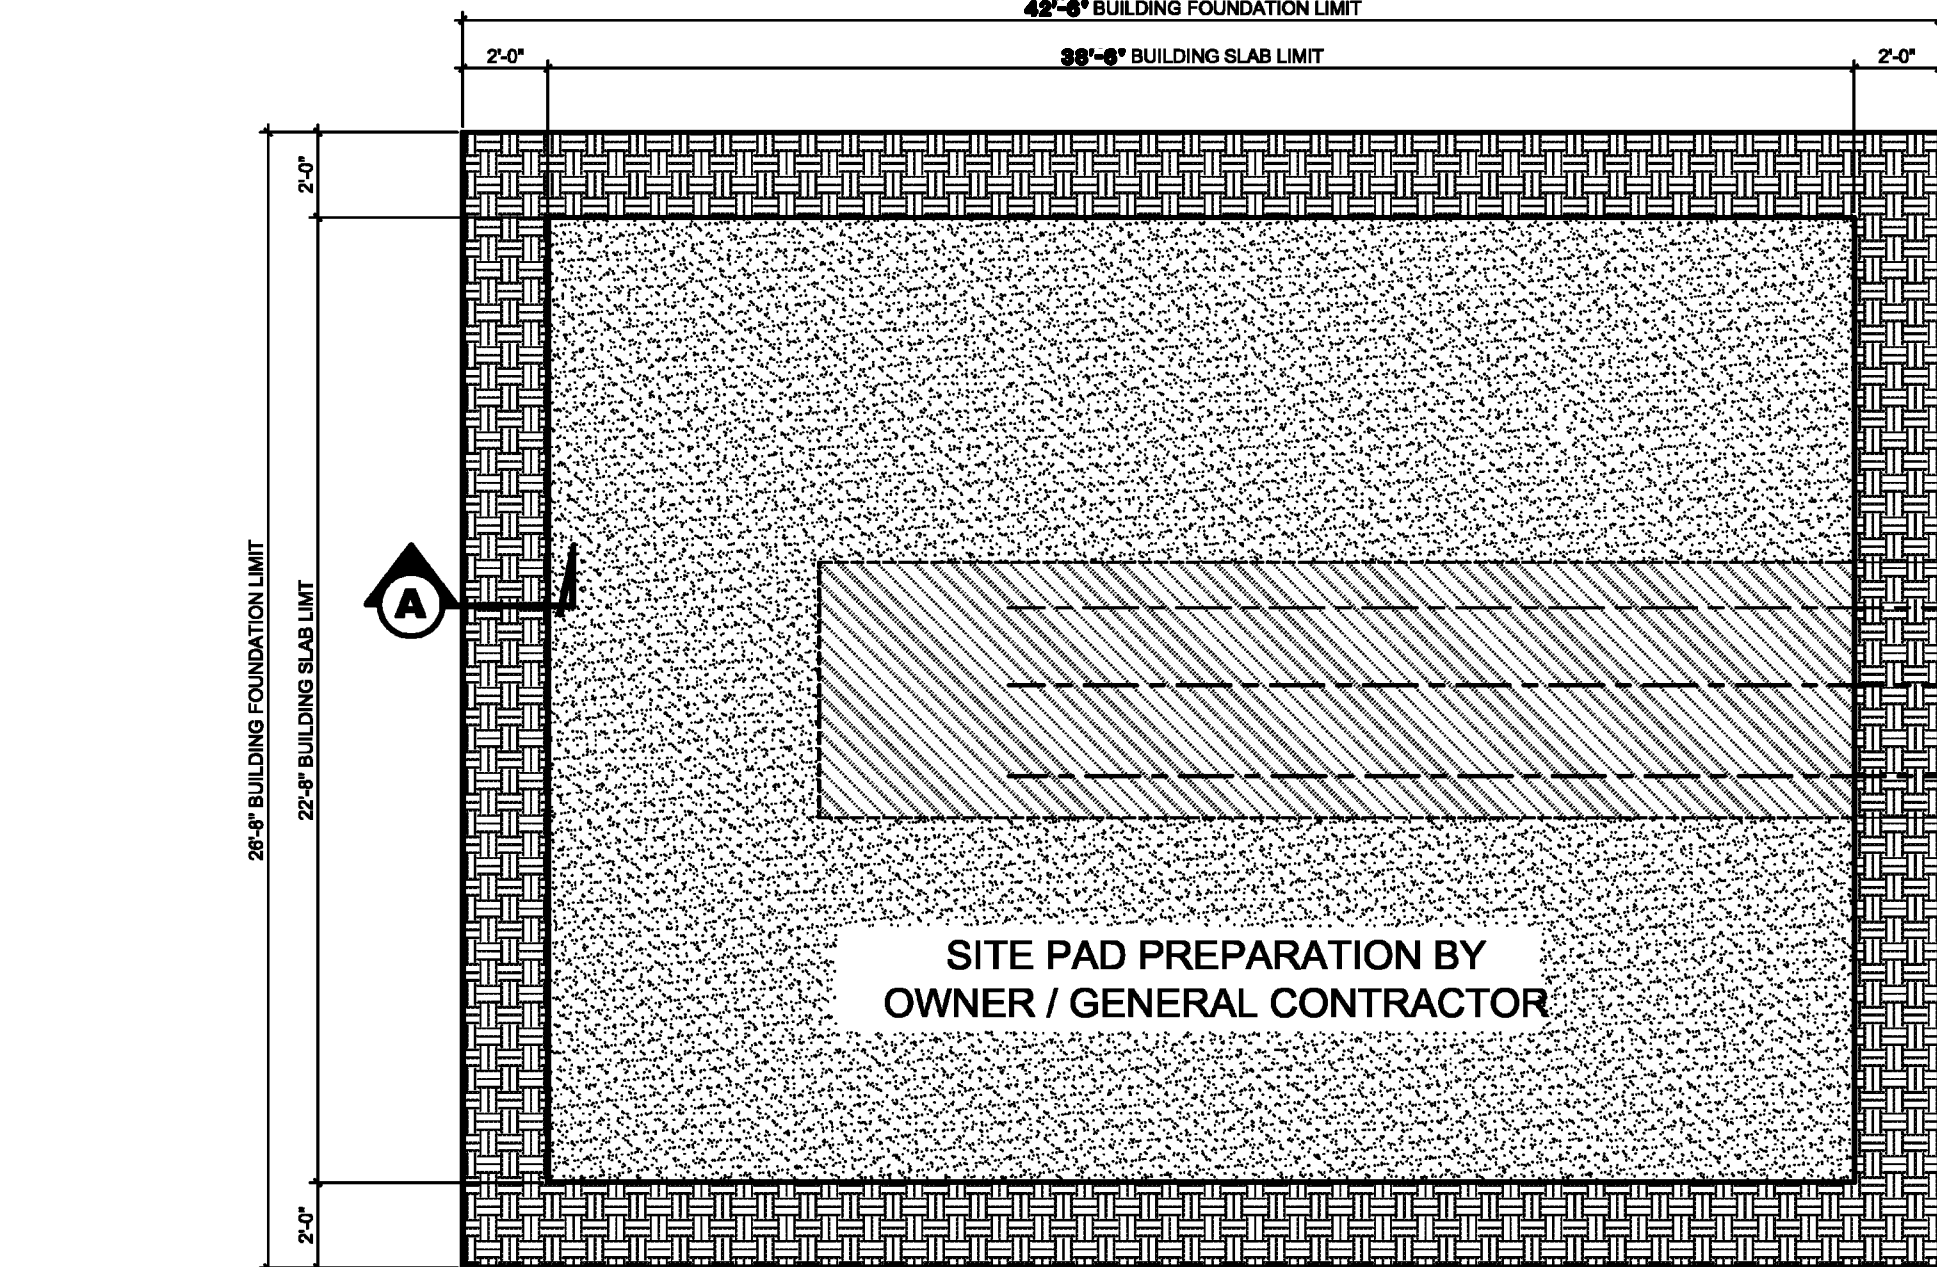 42'-6" BUILDING FOUNDATION LIMIT
2'-0"
38'-6" BUILDING SLAB LIMIT
2'-0"
2'-0"
26'-8" BUILDING FOUNDATION LIMIT
22'-8" BUILDING SLAB LIMIT
A
SITE PAD PREPARATION BY
OWNER / GENERAL CONTRACTOR
2'-0"